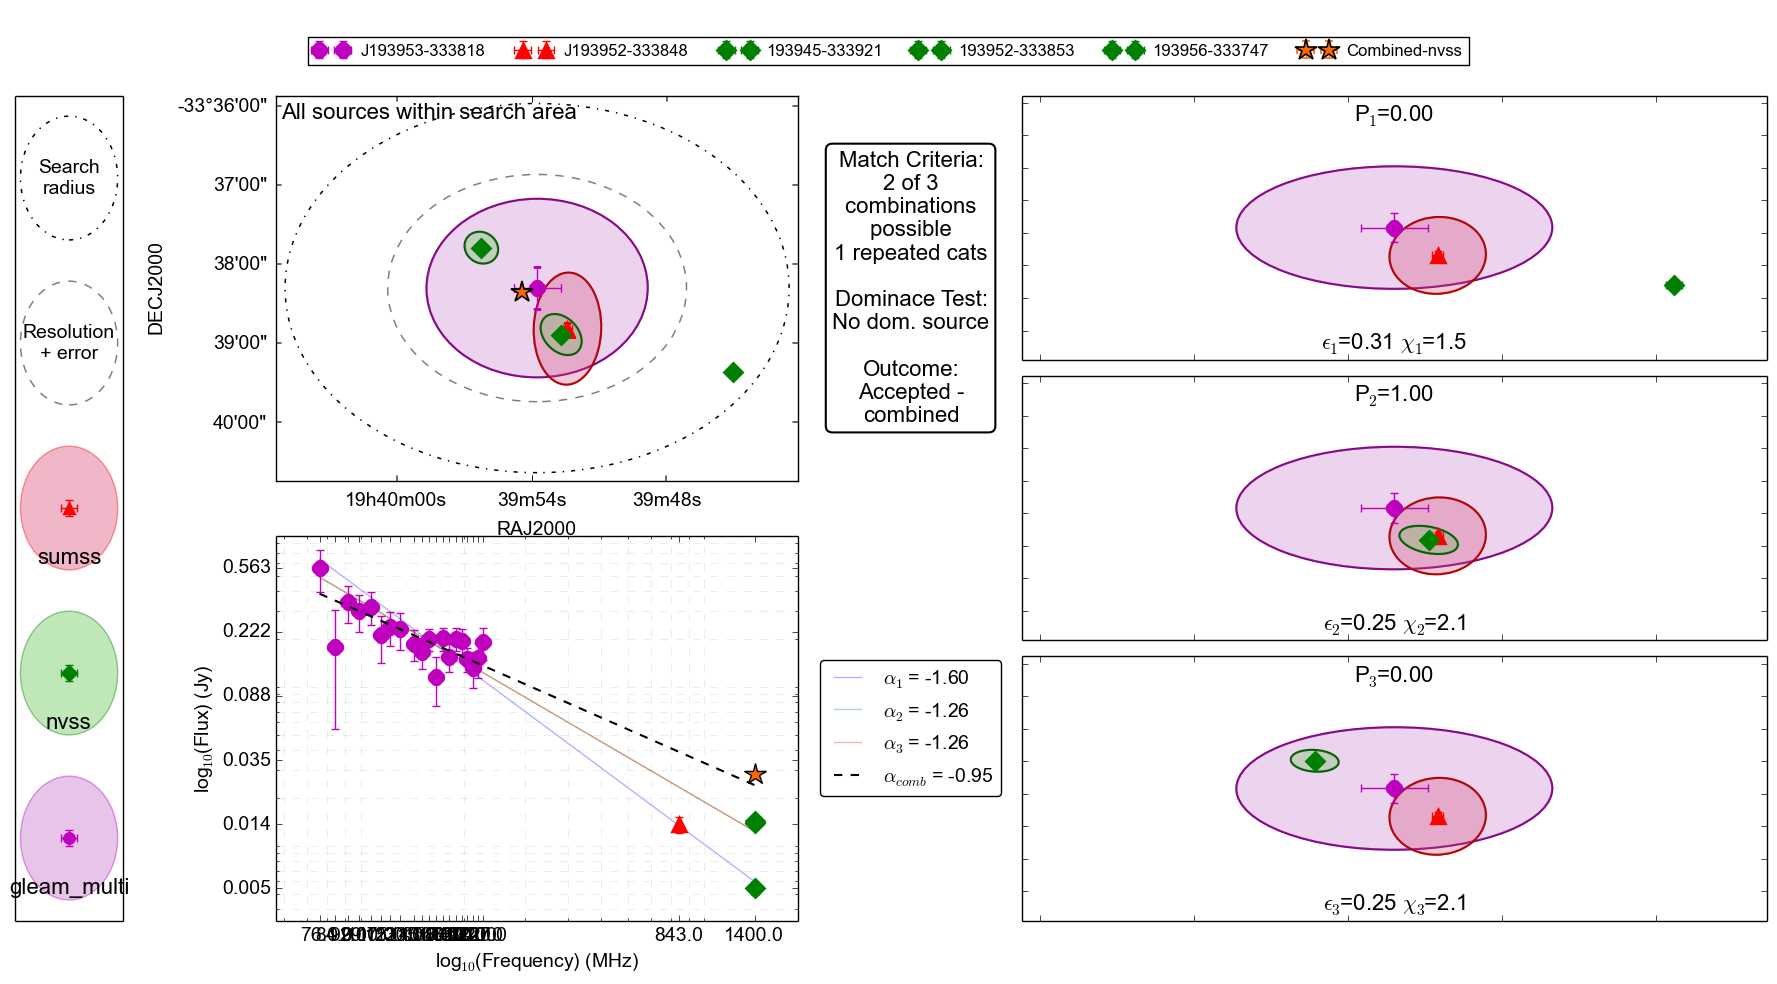 J193953-333818 J193952-333848 193945-333921 193952-333853 193956-333747 Combined-nvss
Search
radius
Resolution
+ error
sumss
nvss
gleam_multi
All sources within search area
-33°36'00"
37'00"
38'00"
39'00"
40'00"
DECJ2000
19h40m00s 39m54s 39m48s
RAJ2000
Match Criteria:
2 of 3
combinations
possible
1 repeated cats
Dominace Test:
No dom. source
Outcome:
Accepted -
combined
P1=0.00
ϵ1=0.31 χ1=1.5
P2=1.00
ϵ2=0.25 χ2=2.1
P3=0.00
ϵ3=0.25 χ3=2.1
0.563
0.222
0.088
0.035
0.014
0.005
log10(Flux) (Jy)
843.0 1400.0
log10(Frequency) (MHz)
α1 = -1.60
α2 = -1.26
α3 = -1.26
αcomb = -0.95